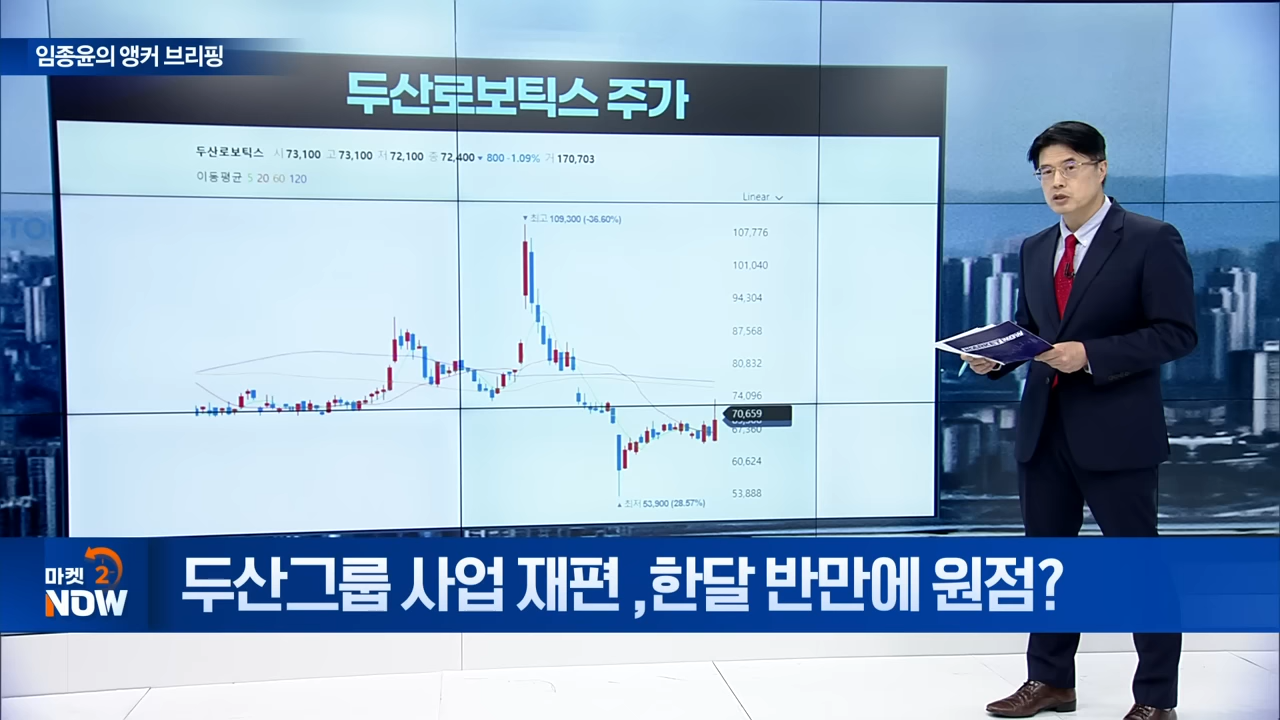 임종윤의 앵커 브리핑
두산로보틱스 주가
두산로보틱스 시 73,100 고 73,100 저 72,100 종 72,400 ▼ 800 -1.09% 거 170,703
이동평균 5 20 60 120
Linear
▼ 최고 109,300 (-36.60%)
107,776
101,040
94,304
87,568
80,832
74,096
70,659
67,360
60,624
53,888
▲ 최저 53,900 (28.57%)
마켓 2
NOW
두산그룹 사업 재편 ,한달 반만에 원점?